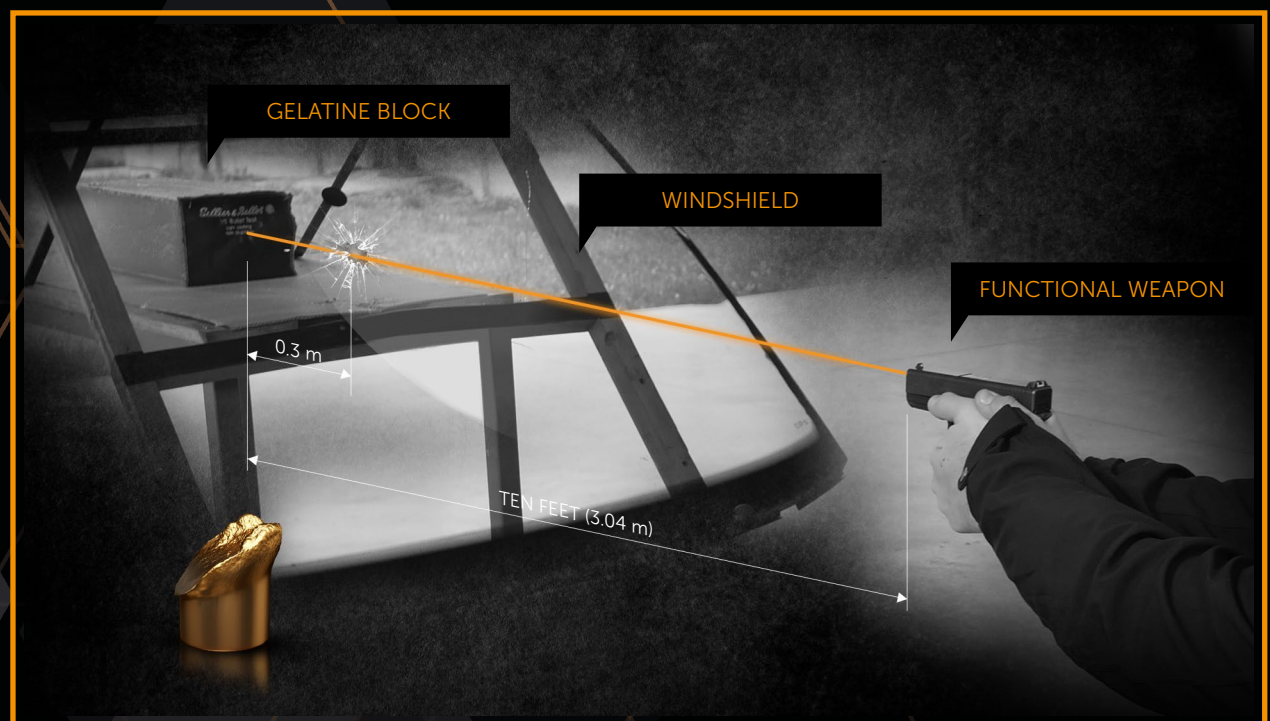 GELATINE BLOCK
WINDSHIELD
Sellier & Bellot
FUNCTIONAL WEAPON
0.3 m
TEN FEET (3.04 m)